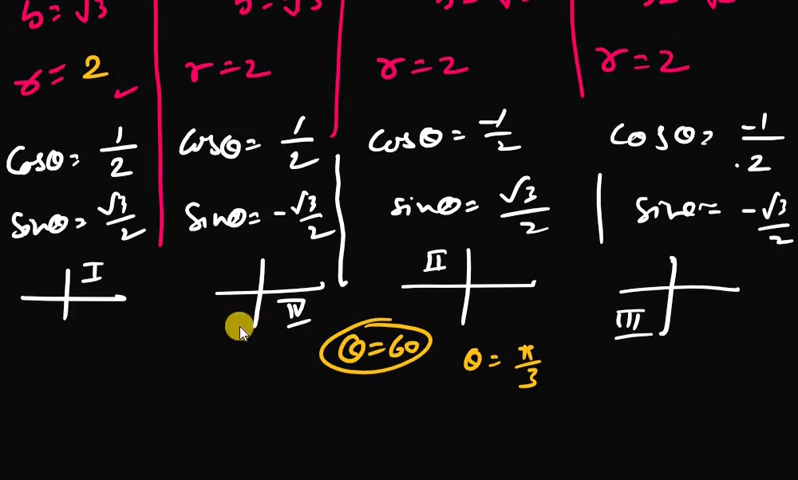 b = √3
r = 2
cosθ = 1/2
sinθ = √3/2
I
r = 2
cosθ = 1/2
sinθ = -√3/2
IV
r = 2
cosθ = -1/2
sinθ = √3/2
II
r = 2
cosθ = -1/2
sinθ = -√3/2
III
θ = 60
θ = π/3